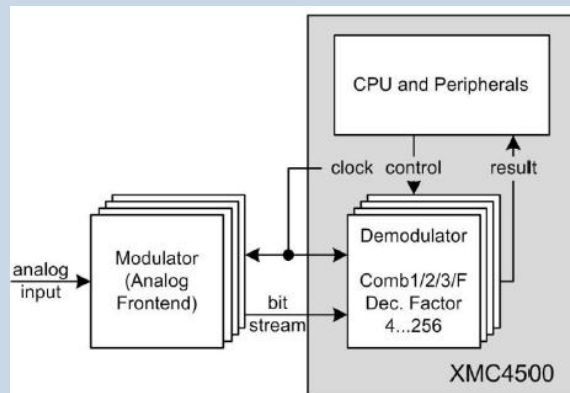 CPU and Peripherals
clock control result
Modulator
(Analog
Frontend)
analog
input
bit
stream
Demodulator
Comb1/2/3/F
Dec. Factor
4...256
XMC4500